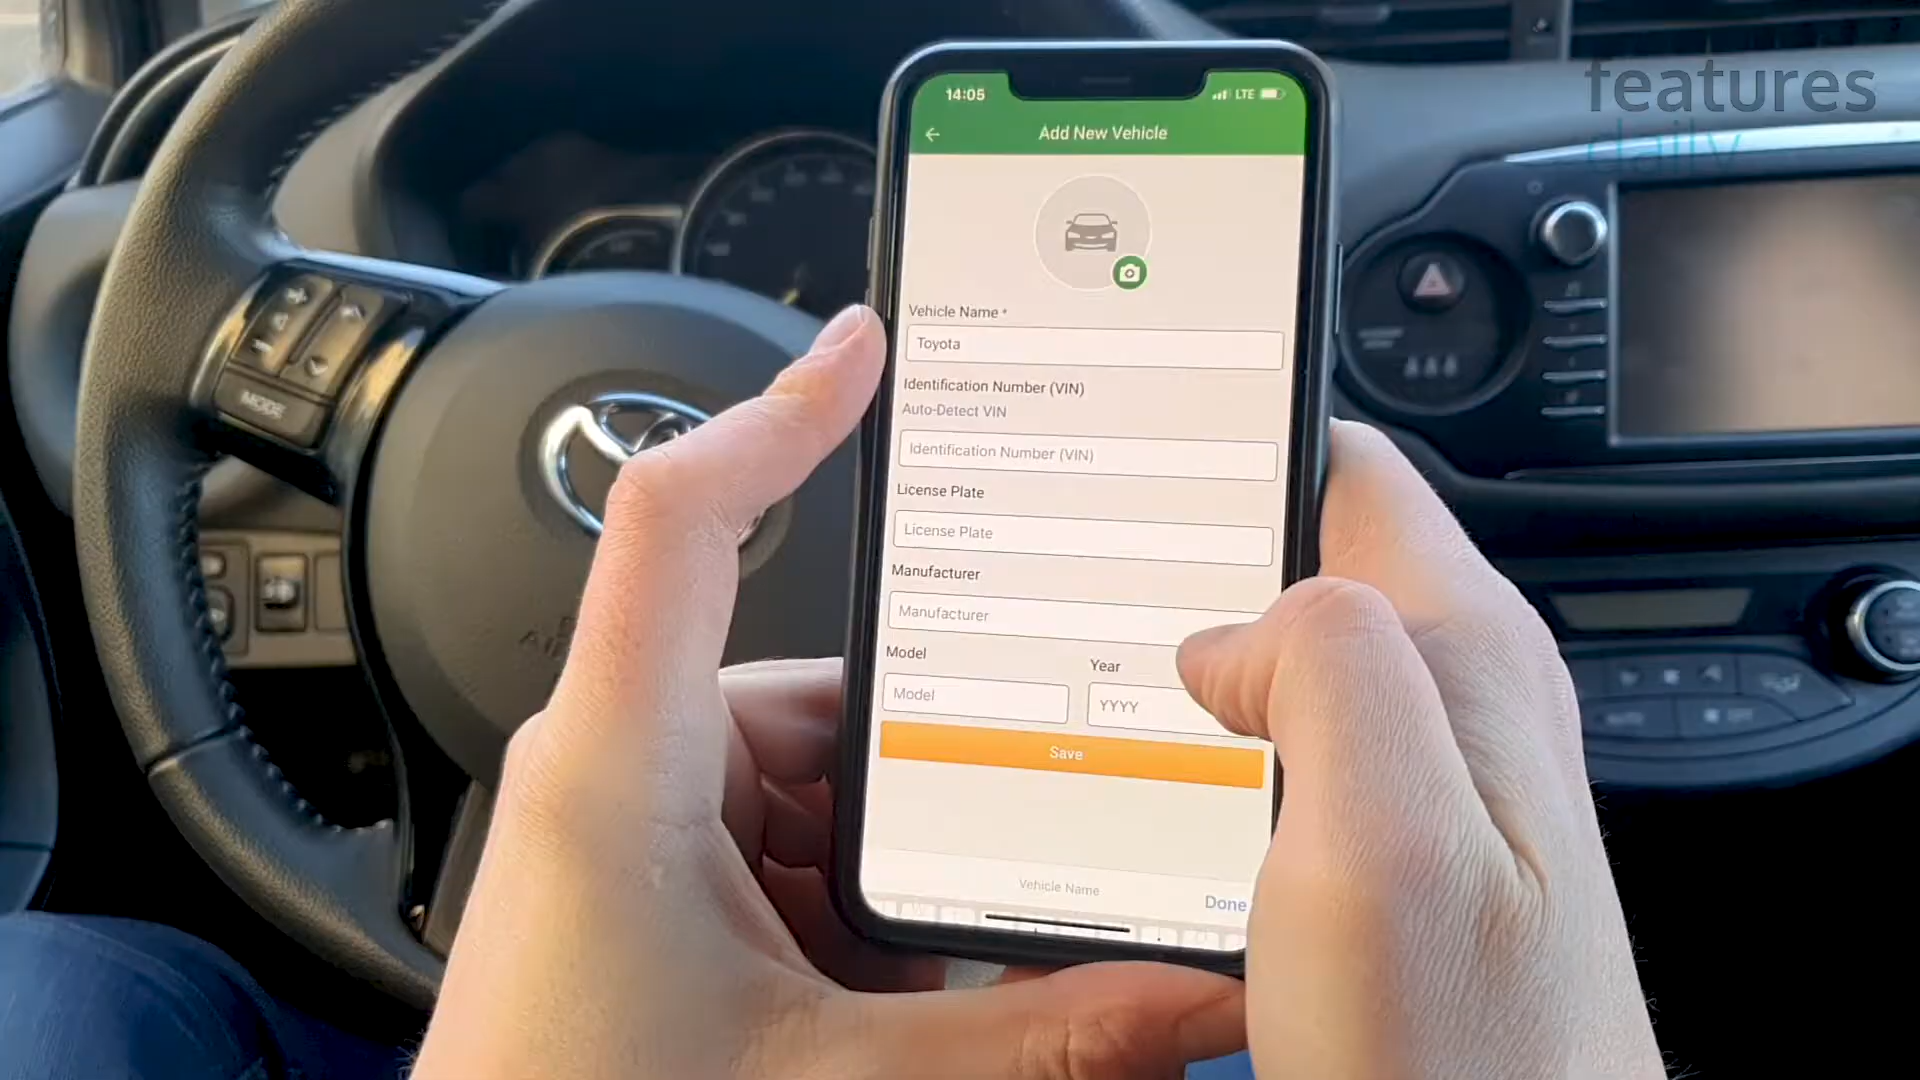 features
daily
14:05
LTE
Add New Vehicle
Vehicle Name *
Toyota
Identification Number (VIN)
Auto-Detect VIN
Identification Number (VIN)
License Plate
License Plate
Manufacturer
Manufacturer
Model
Year
Model
YYYY
Save
Vehicle Name
Done
MODE